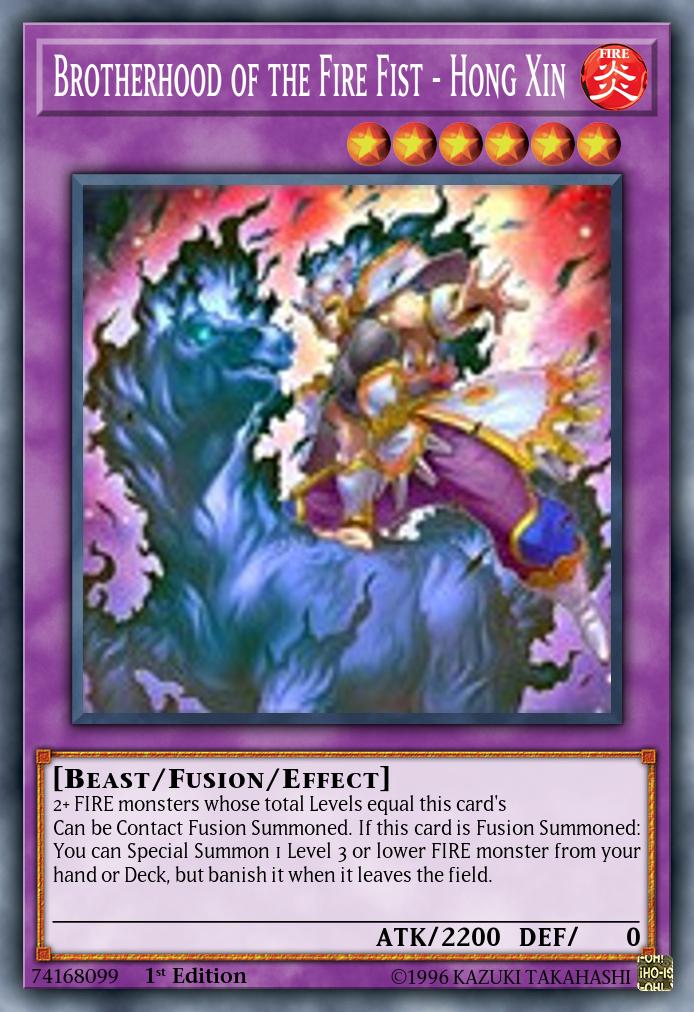 Brotherhood of the Fire Fist - Hong Xin
FIRE
炎
[Beast/Fusion/Effect]
2+ FIRE monsters whose total Levels equal this card's
Can be Contact Fusion Summoned. If this card is Fusion Summoned:
You can Special Summon 1 Level 3 or lower FIRE monster from your
hand or Deck, but banish it when it leaves the field.
ATK/2200 DEF/ 0
74168099 1st Edition ©1996 KAZUKI TAKAHASHI